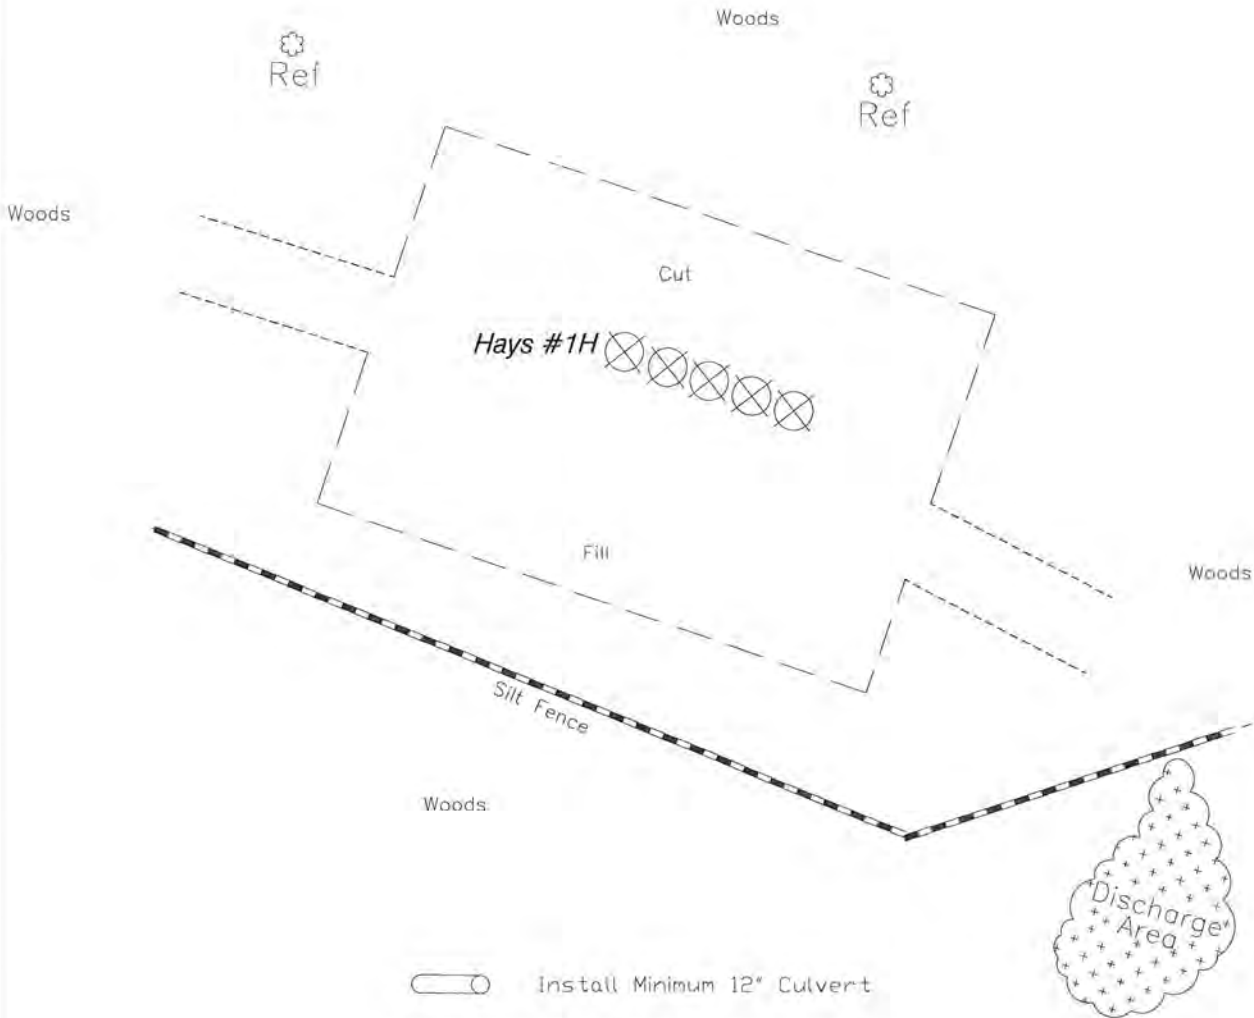 Woods
Ref
Ref
Woods
Cut
Hays #1H
Fill
Woods
Silt Fence
Woods
Discharge
Area
Install Minimum 12" Culvert